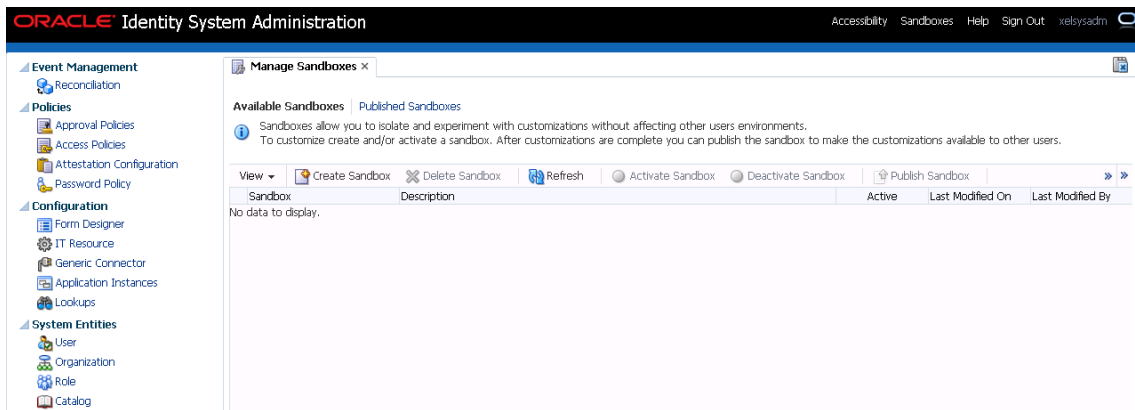 ORACLE® Identity System Administration
Accessibility Sandboxes Help Sign Out xelsysadm
Event Management
Reconciliation
Policies
Approval Policies
Access Policies
Attestation Configuration
Password Policy
Configuration
Form Designer
IT Resource
Generic Connector
Application Instances
Lookups
System Entities
User
Organization
Role
Catalog
Manage Sandboxes ×
Available Sandboxes | Published Sandboxes
Sandboxes allow you to isolate and experiment with customizations without affecting other users environments.
To customize create and/or activate a sandbox. After customizations are complete you can publish the sandbox to make the customizations available to other users.
View Create Sandbox Delete Sandbox Refresh Activate Sandbox Deactivate Sandbox Publish Sandbox » »
Sandbox Description Active Last Modified On Last Modified By
No data to display.